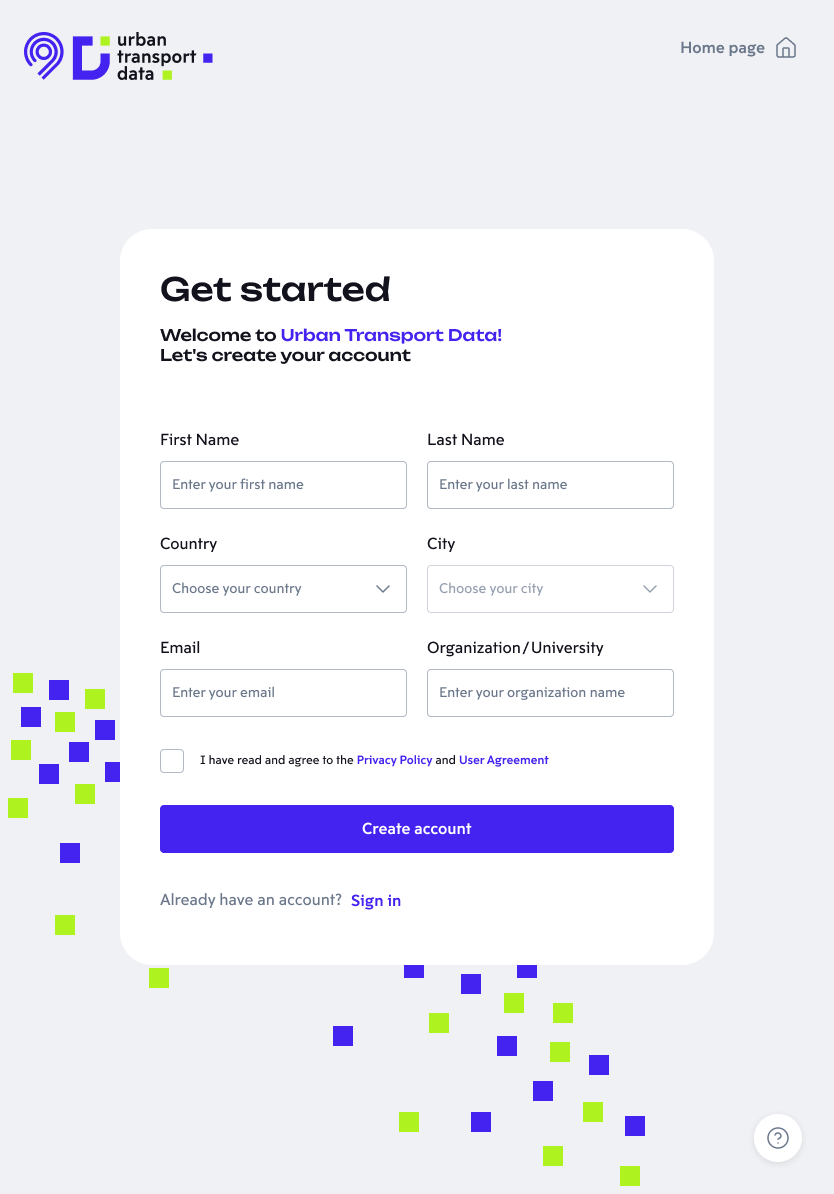 urban
transport
data
Home page
Get started
Welcome to Urban Transport Data!
Let's create your account
First Name
Last Name
Enter your first name
Enter your last name
Country
City
Choose your country
Choose your city
Email
Organization/University
Enter your email
Enter your organization name
I have read and agree to the Privacy Policy and User Agreement
Create account
Already have an account? Sign in
?